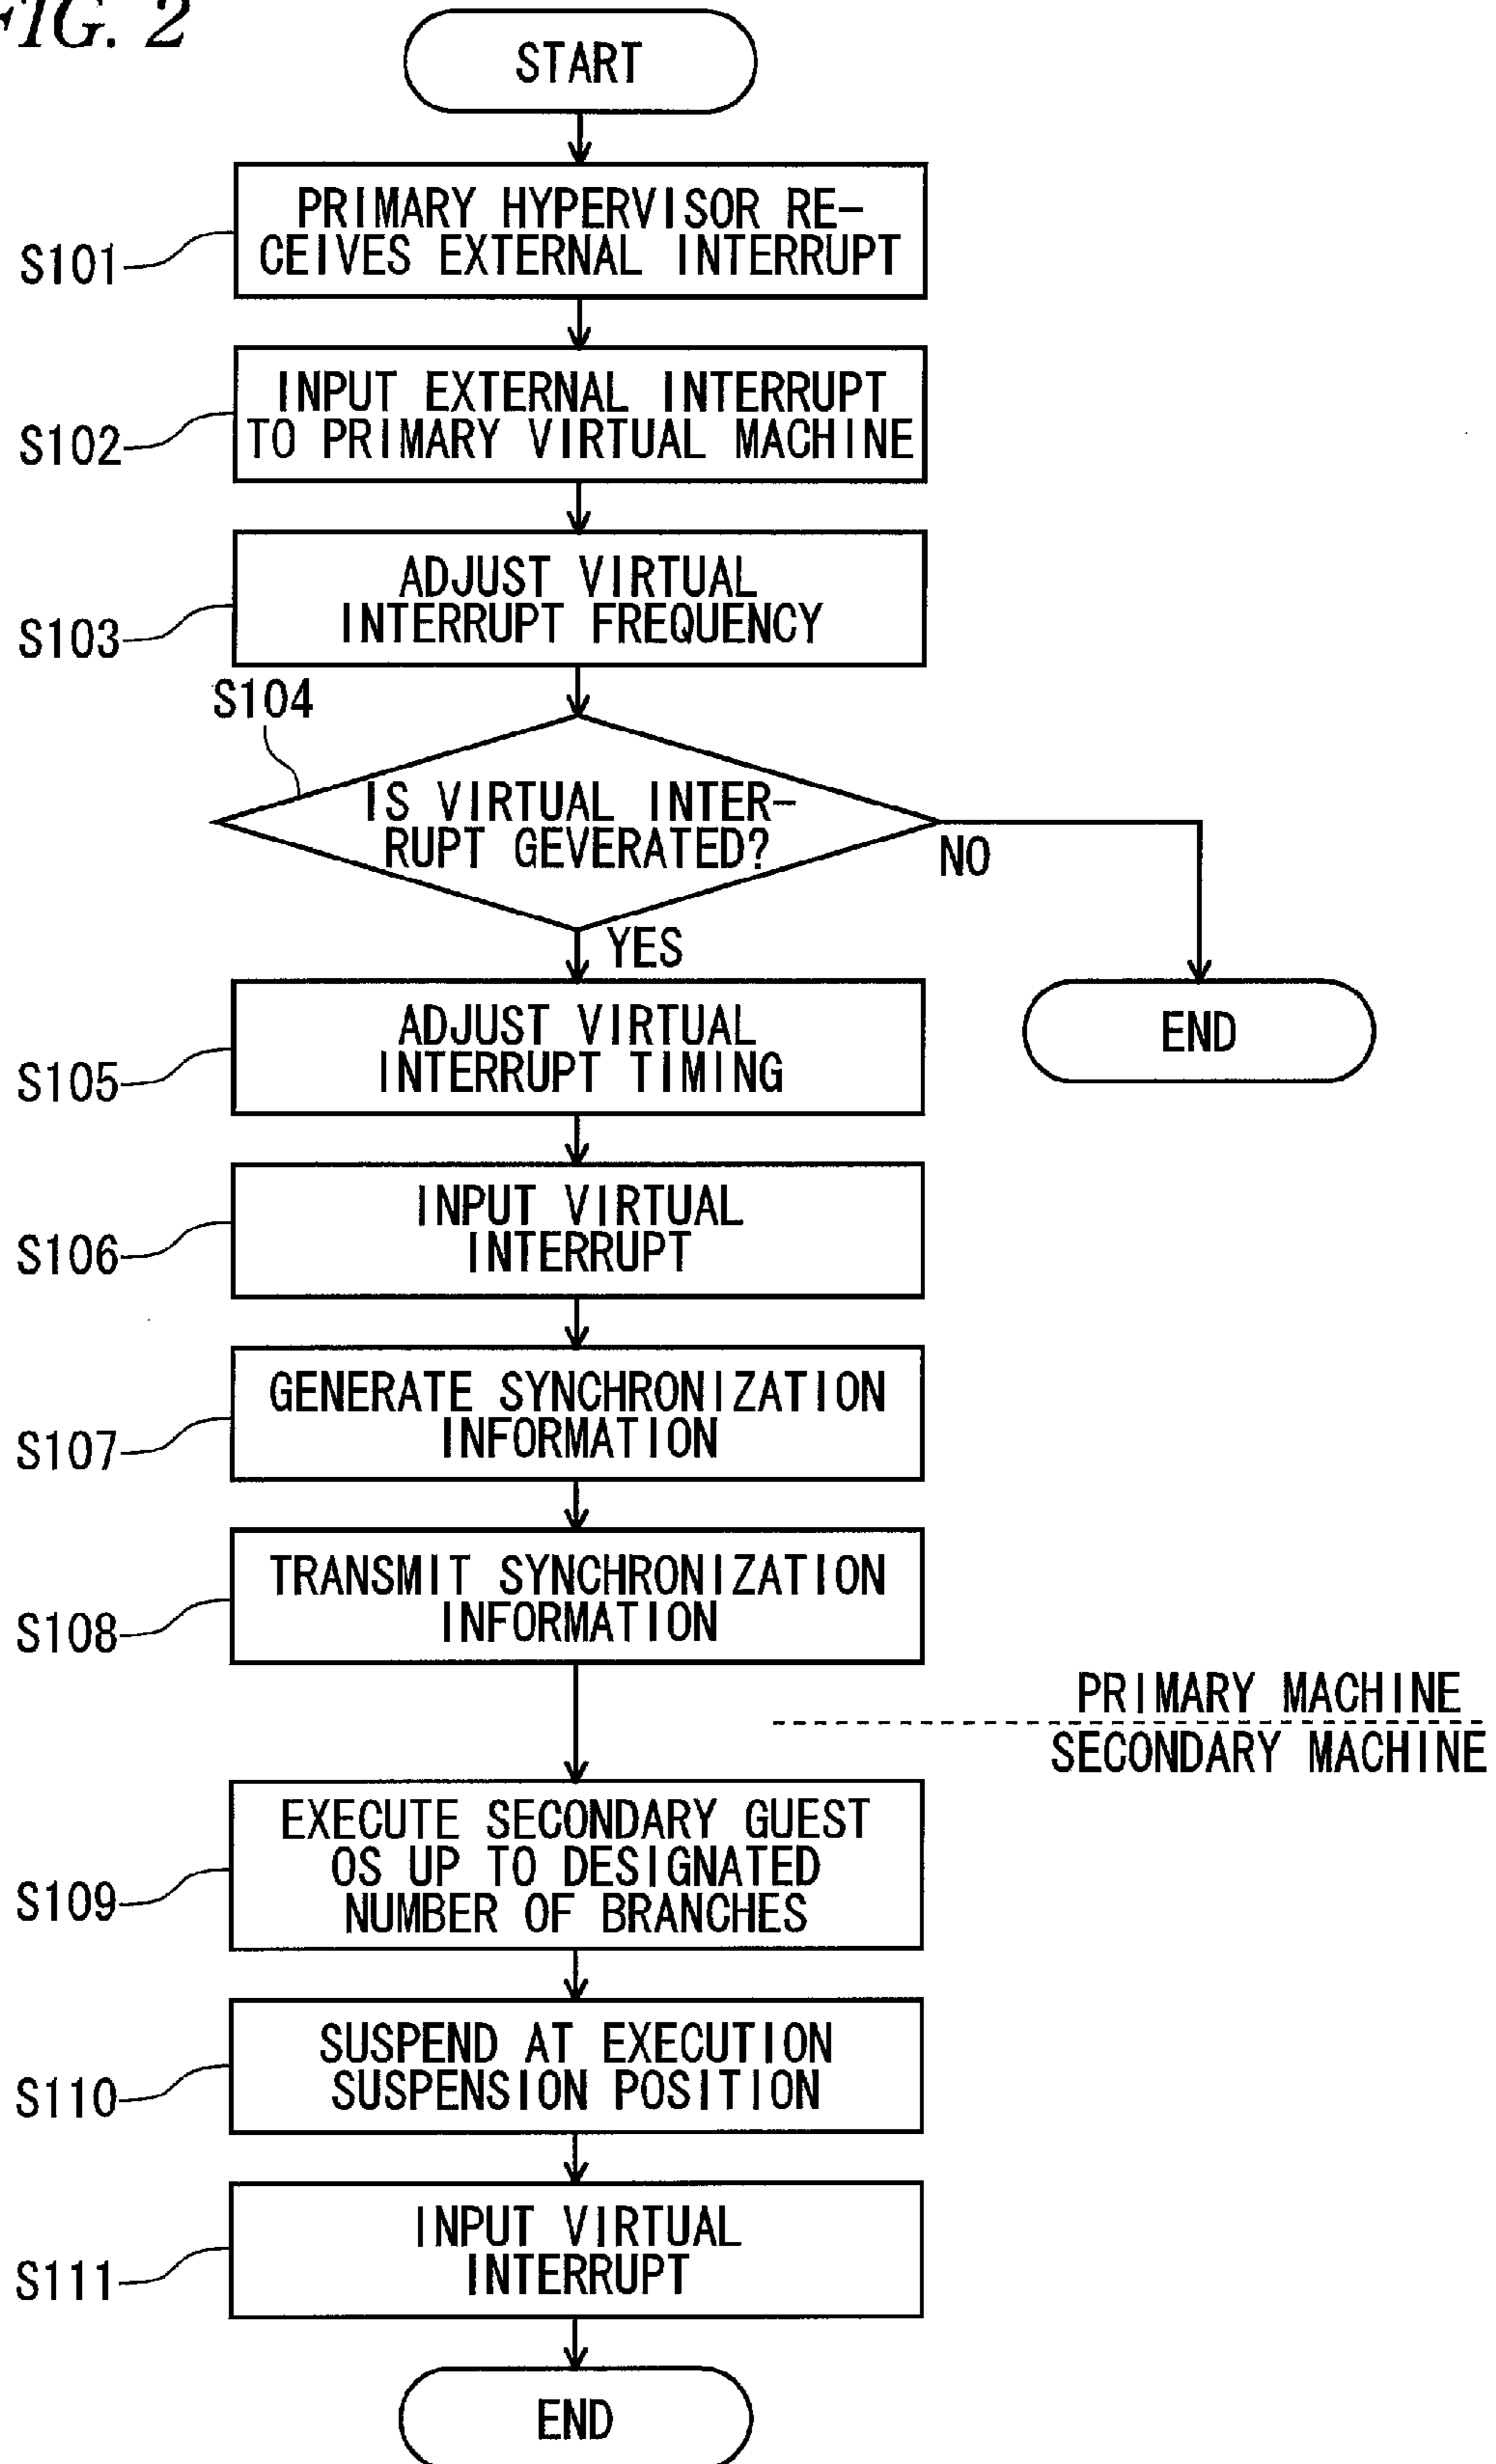 FIG. 2
START
S101
PRIMARY HYPERVISOR RE-
CEIVES EXTERNAL INTERRUPT
S102
INPUT EXTERNAL INTERRUPT
TO PRIMARY VIRTUAL MACHINE
S103
ADJUST VIRTUAL
INTERRUPT FREQUENCY
S104
IS VIRTUAL INTER-
RUPT GEVERATED?
NO
YES
END
S105
ADJUST VIRTUAL
INTERRUPT TIMING
S106
INPUT VIRTUAL
INTERRUPT
S107
GENERATE SYNCHRONIZATION
INFORMATION
S108
TRANSMIT SYNCHRONIZATION
INFORMATION
PRIMARY MACHINE
SECONDARY MACHINE
S109
EXECUTE SECONDARY GUEST
OS UP TO DESIGNATED
NUMBER OF BRANCHES
S110
SUSPEND AT EXECUTION
SUSPENSION POSITION
S111
INPUT VIRTUAL
INTERRUPT
END